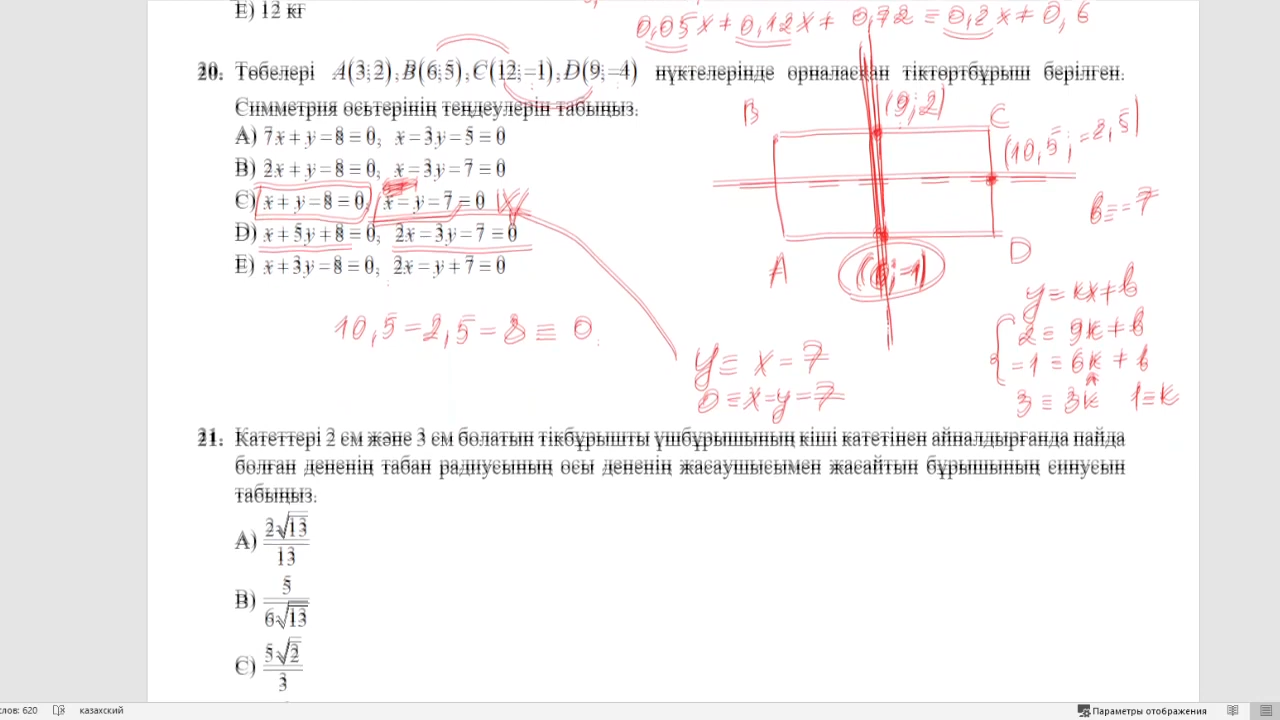 E) 12 кг
0,05x + 0,12x + 0,72 = 0,2x + 0,6
20. Төбелері A(3;2), B(6;5), C(12;−1), D(9;−4) нүктелерінде орналасқан тіктөртбұрыш берілген.
Симметрия осьтерінің теңдеулерін табыңыз.
A) 7x + y − 8 = 0, x − 3y − 5 = 0
B) 2x + y − 8 = 0, x − 3y − 7 = 0
C) x + y − 8 = 0, x − y − 7 = 0
D) x + 5y + 8 = 0, 2x − 3y − 7 = 0
E) x + 3y − 8 = 0, 2x − y + 7 = 0
B
(9; 2)
C
(10,5; −2,5)
b = −7
A
(6; −1)
D
y = kx + b
2 = 9k + b
−1 = 6k + b
3 = 3k 1 = k
10,5 − 2,5 − 8 = 0
y = x − 7
0 = x − y − 7
21. Катеттері 2 см және 3 см болатын тікбұрышты үшбұрышының кіші катетінен айналдырғанда пайда
болған дененің табан радиусының осы дененің жасаушысымен жасайтын бұрышының синусын
табыңыз.
A) 2√13/13
B) 5/6√13
C) 5√2/3
слов: 620 казахский Параметры отображения